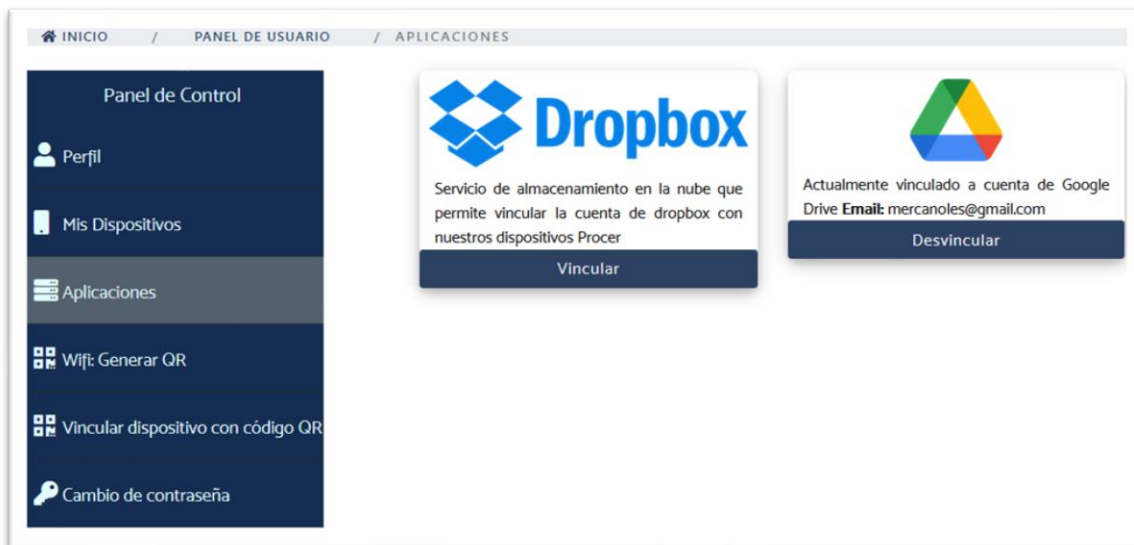 INICIO / PANEL DE USUARIO / APLICACIONES
Panel de Control
Perfil
Mis Dispositivos
Aplicaciones
Wifi: Generar QR
Vincular dispositivo con código QR
Cambio de contraseña
Dropbox
Servicio de almacenamiento en la nube que
permite vincular la cuenta de dropbox con
nuestros dispositivos Procer
Vincular
Actualmente vinculado a cuenta de Google
Drive Email: mercanoles@gmail.com
Desvincular